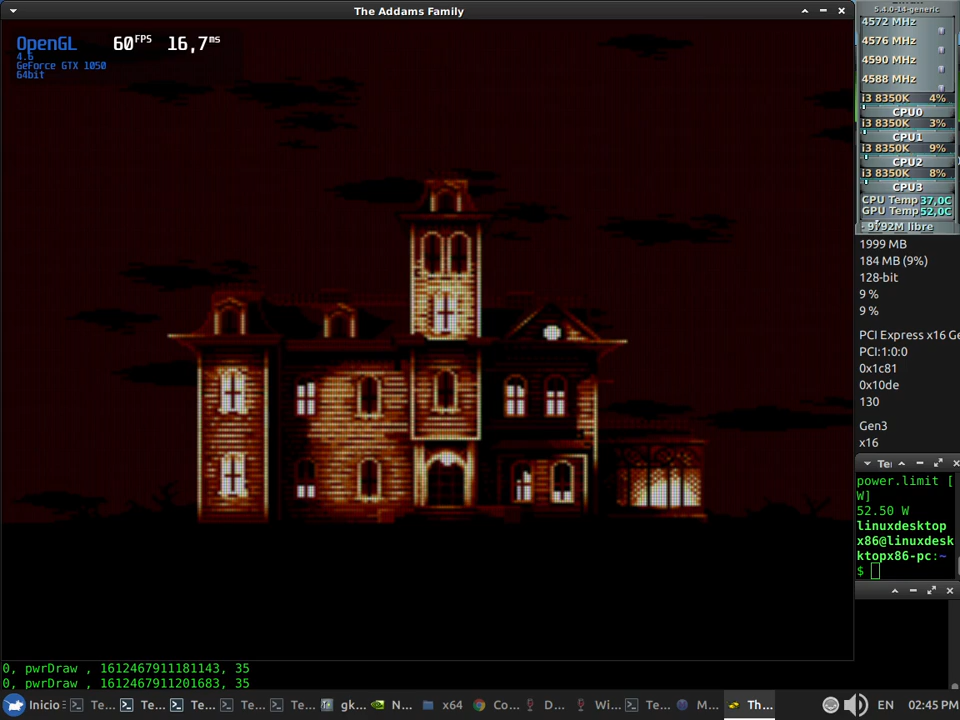 The Addams Family
OpenGL
4.6
GeForce GTX 1050
64bit
60FPS 16,7ms
5.4.0-14-generic
4572 MHz
4576 MHz
4590 MHz
4588 MHz
i3 8350K 4%
CPU0
i3 8350K 3%
CPU1
i3 8350K 9%
CPU2
i3 8350K 8%
CPU3
CPU Temp 37,0C
GPU Temp 52,0C
libre
1999 MB
184 MB (9%)
128-bit
9 %
9 %
PCI Express x16 Ge
PCI:1:0:0
0x1c81
0x10de
130
Gen3
x16
Te
power.limit [
W]
52.50 W
linuxdesktop
x86@linuxdesk
ktopx86-pc:~
$
0, pwrDraw , 1612467911181143, 35
0, pwrDraw , 1612467911201683, 35
Inicio Te... Te... Te... Te... Te... gk... N... x64 Co... D... Wi... Te... M... Th... EN 02:45 PM